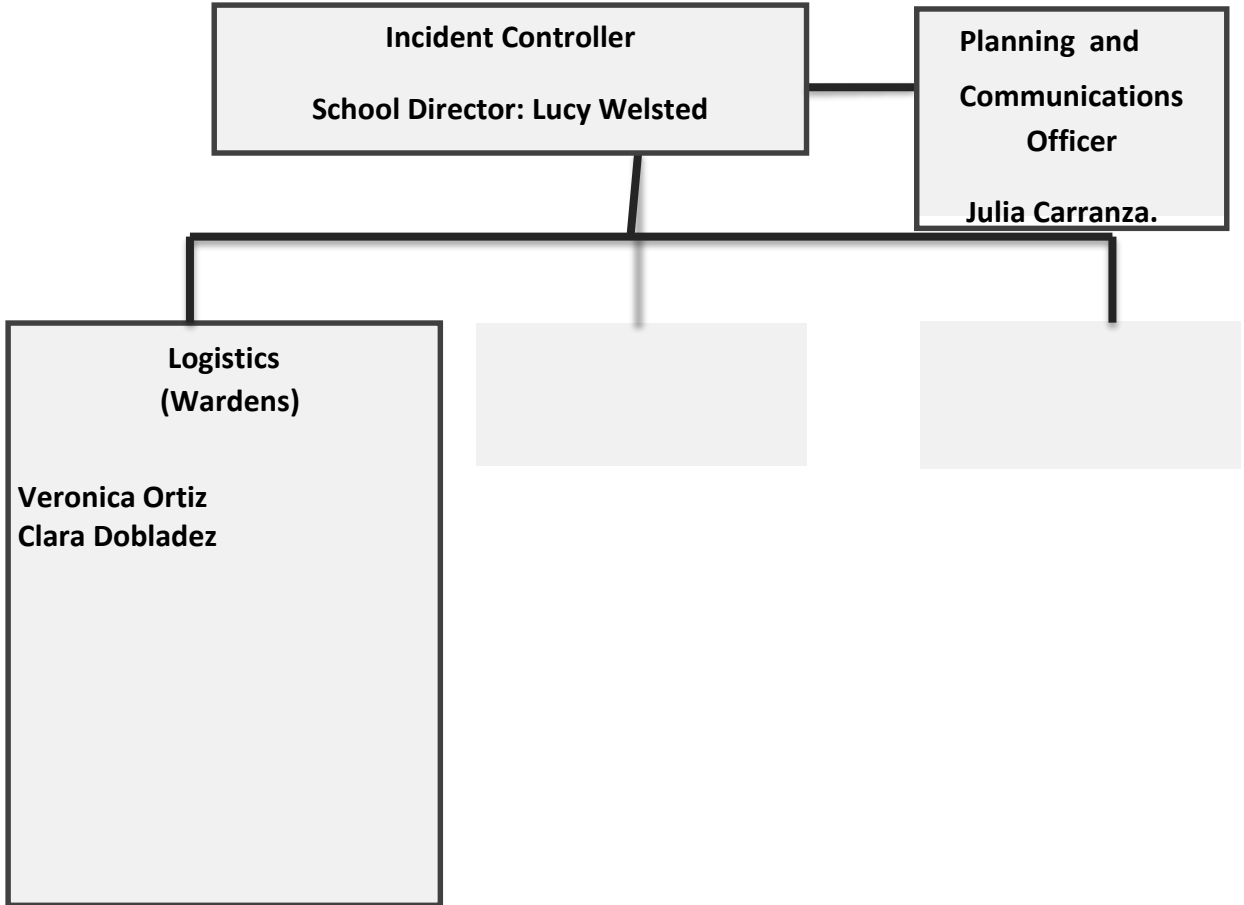 Incident Controller
School Director: Lucy Welsted
Planning and
Communications
Officer
Julia Carranza.
Logistics
(Wardens)
Veronica Ortiz
Clara Dobladez